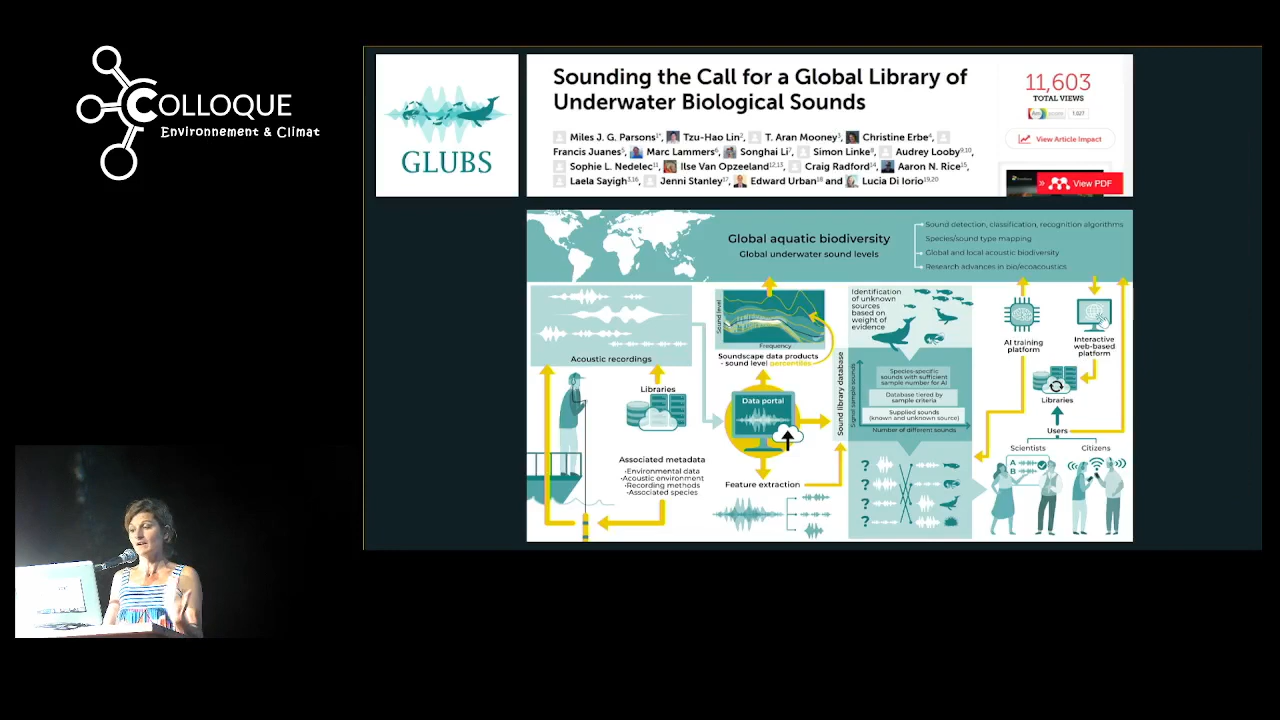 COLLOQUE
Environnement & Climat
GLUBS
Sounding the Call for a Global Library of
Underwater Biological Sounds
Miles J. G. Parsons1*, Tzu-Hao Lin2, T. Aran Mooney3, Christine Erbe4,
Francis Juanes5, Marc Lammers6, Songhai Li7, Simon Linke8, Audrey Looby9,10,
Sophie L. Nedelec11, Ilse Van Opzeeland12,13, Craig Radford14, Aaron N. Rice15,
Laela Sayigh3,16, Jenni Stanley17, Edward Urban18 and Lucia Di Iorio19,20
11,603
TOTAL VIEWS
View Article Impact
» View PDF
Global aquatic biodiversity
Global underwater sound levels
Sound detection, classification, recognition algorithms
Species/sound type mapping
Global and local acoustic biodiversity
Research advances in bio/ecoacoustics
Acoustic recordings
Libraries
Associated metadata
·Environmental data
·Acoustic environment
·Recording methods
·Associated species
Sound level
Frequency
Soundscape data products
- sound level percentiles
Data portal
Feature extraction
Sound library database
Identification
of unknown
sources
based on
weight of
evidence
Signal sample sounds
Species-specific
sounds with sufficient
sample number for AI
Database tiered by
sample criteria
Supplied sounds
(known and unknown source)
Number of different sounds
?
?
?
?
AI training
platform
Interactive
web-based
platform
Libraries
Users
Scientists
Citizens
A
B